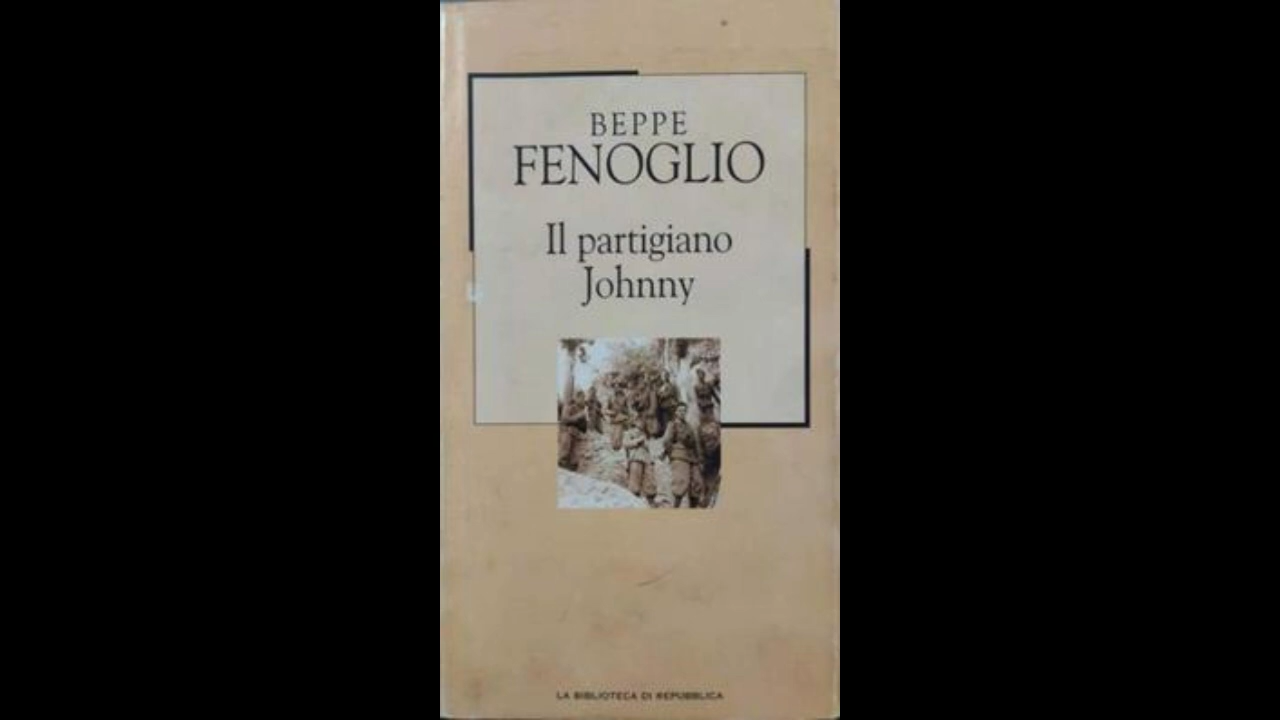 BEPPE
FENOGLIO
Il partigiano
Johnny
LA BIBLIOTECA DI REPUBBLICA